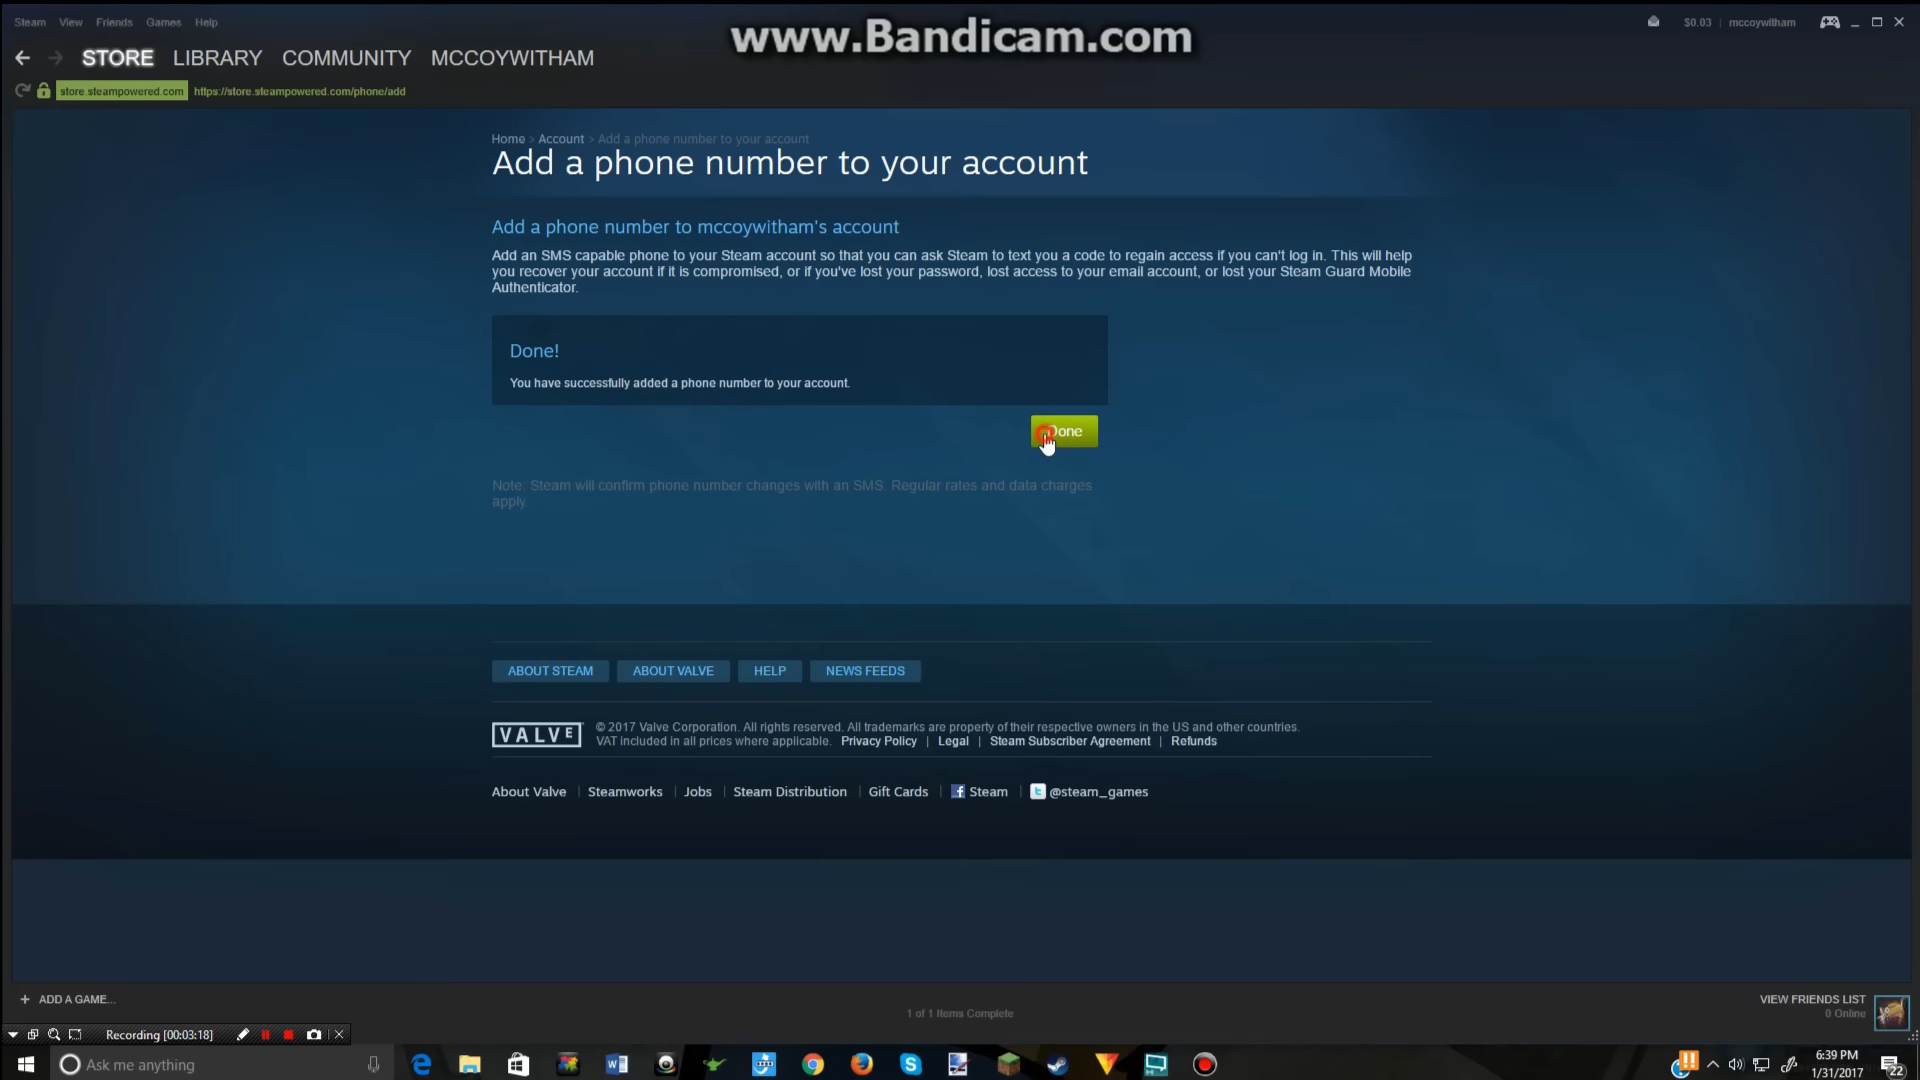 www.Bandicam.com
Steam View Friends Games Help
$0.03 | mccoywitham
STORE LIBRARY COMMUNITY MCCOYWITHAM
store.steampowered.com https://store.steampowered.com/phone/add
Home > Account > Add a phone number to your account
Add a phone number to your account
Add a phone number to mccoywitham's account
Add an SMS capable phone to your Steam account so that you can ask Steam to text you a code to regain access if you can't log in. This will help
you recover your account if it is compromised, or if you've lost your password, lost access to your email account, or lost your Steam Guard Mobile
Authenticator.
Done!
You have successfully added a phone number to your account.
Done
Note: Steam will confirm phone number changes with an SMS. Regular rates and data charges
apply.
ABOUT STEAM ABOUT VALVE HELP NEWS FEEDS
VALVE
© 2017 Valve Corporation. All rights reserved. All trademarks are property of their respective owners in the US and other countries.
VAT included in all prices where applicable. Privacy Policy | Legal | Steam Subscriber Agreement | Refunds
About Valve | Steamworks | Jobs | Steam Distribution | Gift Cards | Steam | @steam_games
+ ADD A GAME...
1 of 1 Items Complete
VIEW FRIENDS LIST
0 Online
Recording [00:03:18]
Ask me anything
6:39 PM
1/31/2017
22